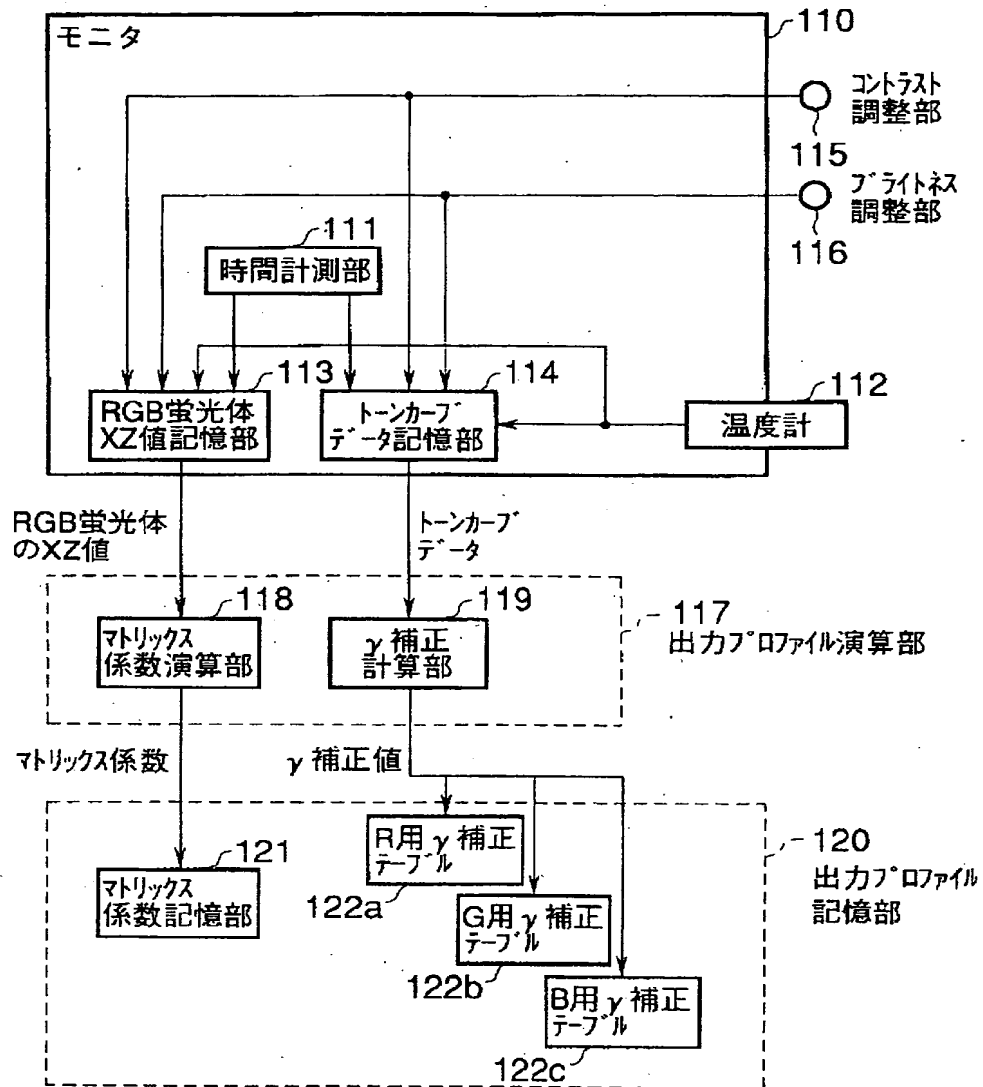 モニタ
110
コントラスト
調整部
115
ブライトネス
調整部
116
111
時間計測部
113
RGB蛍光体
XZ値記憶部
114
トーンカーブ
データ記憶部
112
温度計
RGB蛍光体
のXZ値
トーンカーブ
データ
118
マトリックス
係数演算部
119
γ補正
計算部
117
出力プロファイル演算部
マトリックス係数
γ補正値
121
マトリックス
係数記憶部
R用γ補正
テーブル
122a
G用γ補正
テーブル
122b
B用γ補正
テーブル
122c
120
出力プロファイル
記憶部